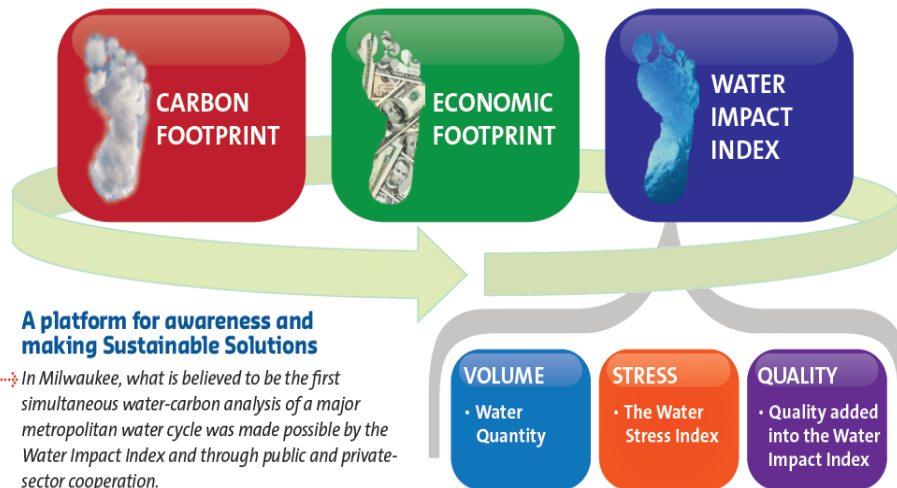 CARBON
FOOTPRINT
ECONOMIC
FOOTPRINT
WATER
IMPACT
INDEX
A platform for awareness and
making Sustainable Solutions
In Milwaukee, what is believed to be the first
simultaneous water-carbon analysis of a major
metropolitan water cycle was made possible by the
Water Impact Index and through public and private-
sector cooperation.
VOLUME
• Water
Quantity
STRESS
• The Water
Stress Index
QUALITY
• Quality added
into the Water
Impact Index